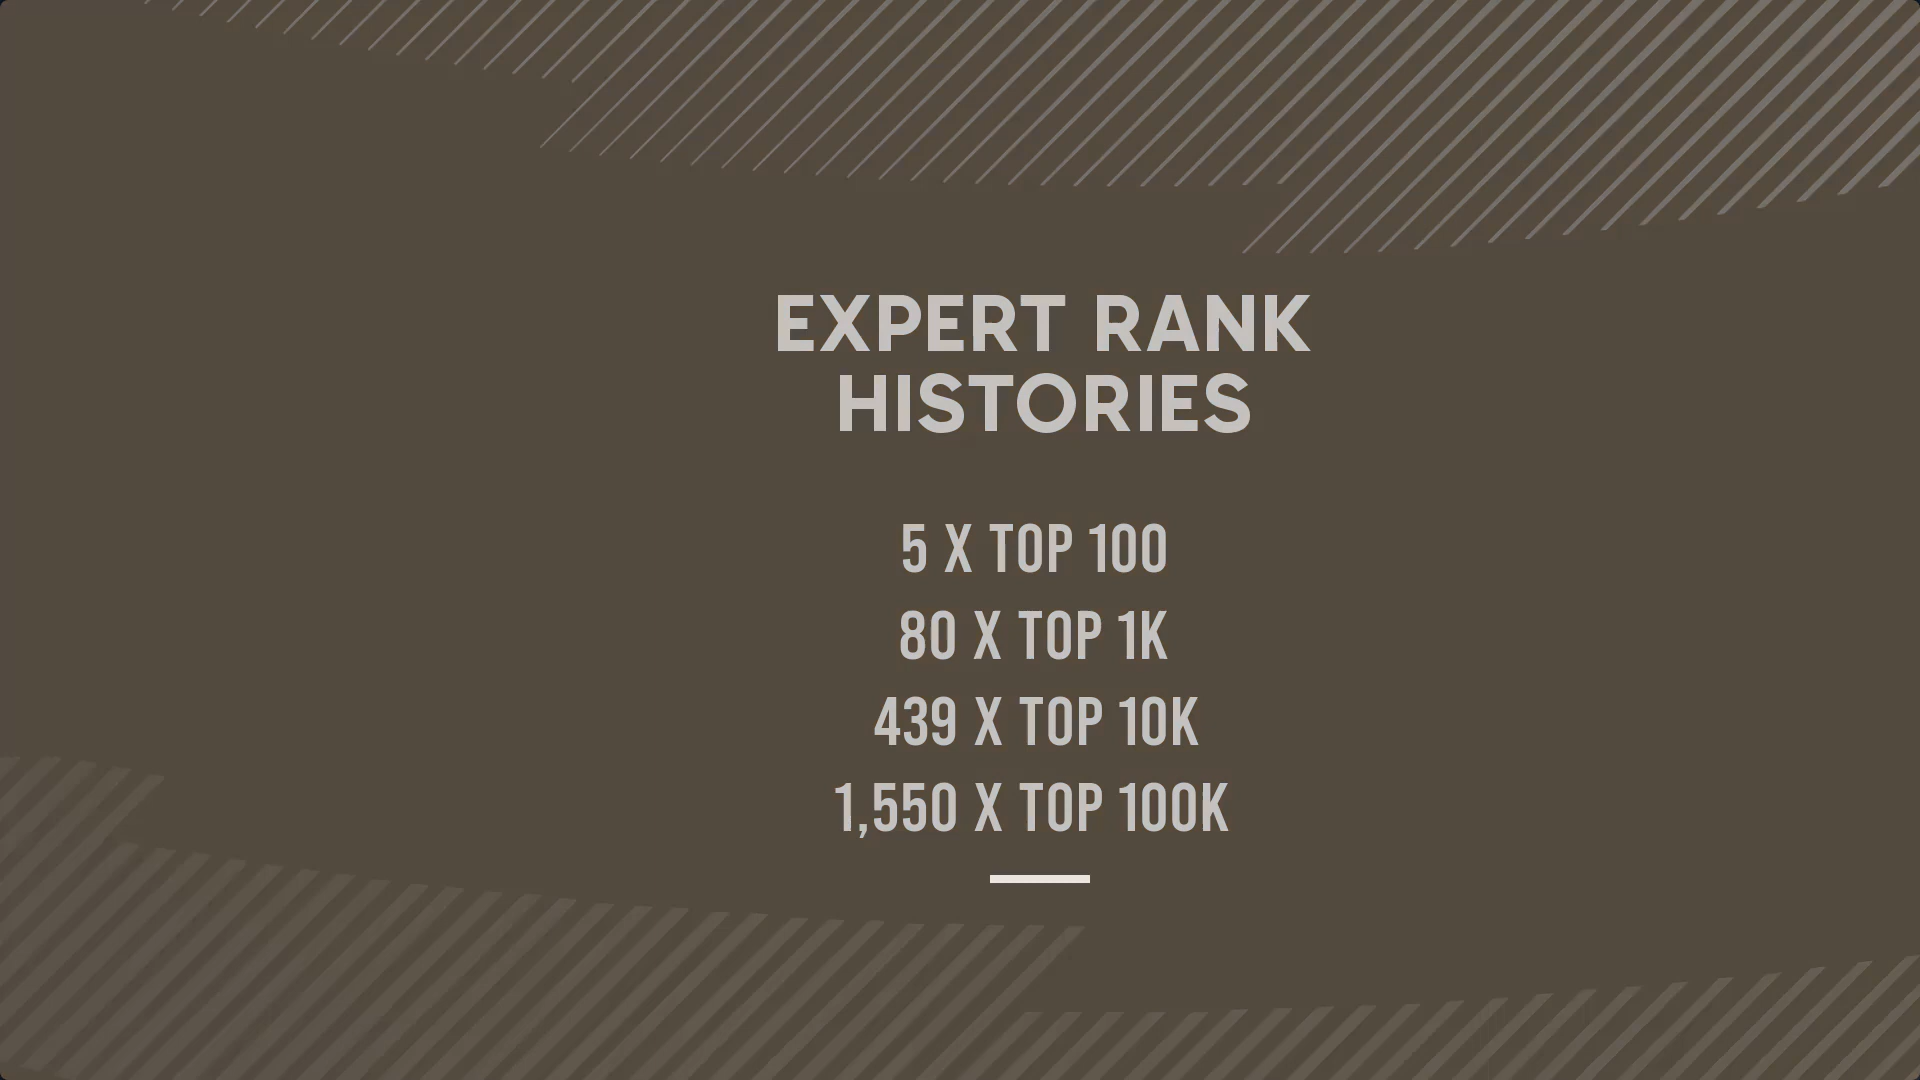 EXPERT RANK
HISTORIES
5 X TOP 100
80 X TOP 1K
439 X TOP 10K
1,550 X TOP 100K